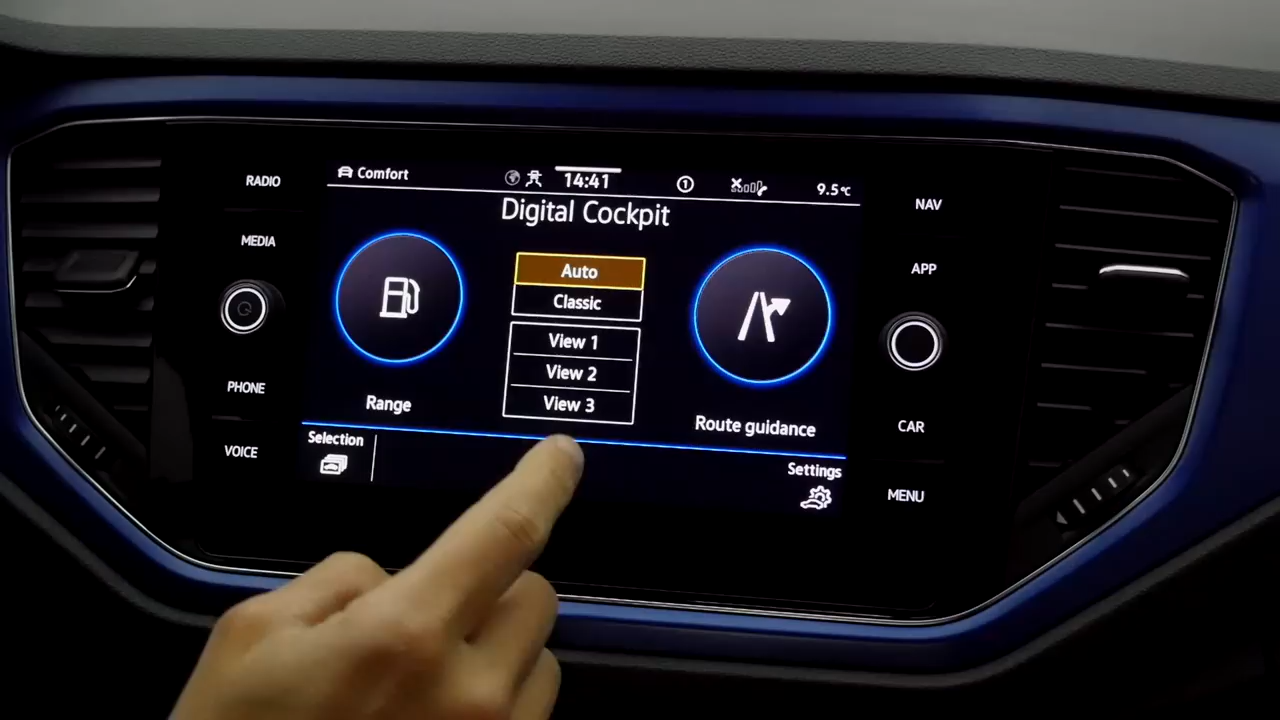 RADIO
MEDIA
PHONE
VOICE
Comfort
14:41
1
9.5°C
Digital Cockpit
Auto
Classic
View 1
View 2
View 3
Range
Route guidance
Selection
Settings
NAV
APP
CAR
MENU